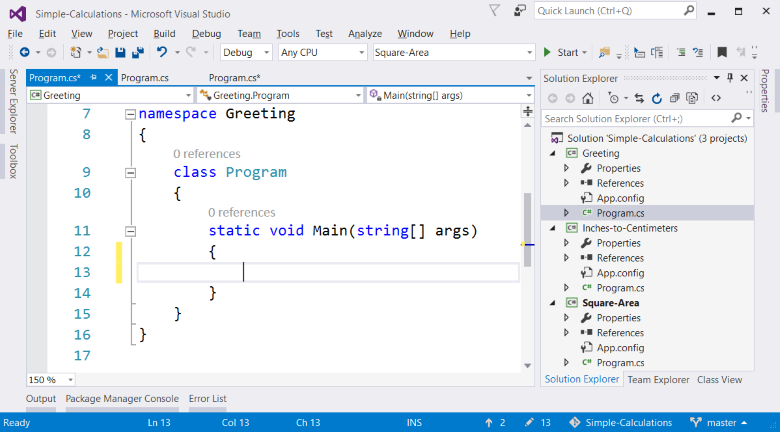 Simple-Calculations - Microsoft Visual Studio
Quick Launch (Ctrl+Q)
File Edit View Project Build Debug Team Tools Test Analyze Window Help
Debug Any CPU Square-Area Start
Server Explorer
Toolbox
Program.cs* Program.cs Program.cs*
Greeting Greeting.Program Main(string[] args)
7 namespace Greeting
8 {
0 references
9 class Program
10 {
0 references
11 static void Main(string[] args)
12 {
13
14 }
15 }
16 }
17
150 %
Output Package Manager Console Error List
Solution Explorer
Search Solution Explorer (Ctrl+;)
Solution 'Simple-Calculations' (3 projects)
C# Greeting
Properties
References
App.config
C# Program.cs
C# Inches-to-Centimeters
Properties
References
App.config
C# Program.cs
C# Square-Area
Properties
References
App.config
C# Program.cs
Solution Explorer Team Explorer Class View
Properties
Ready Ln 13 Col 13 Ch 13 INS 2 13 Simple-Calculations master